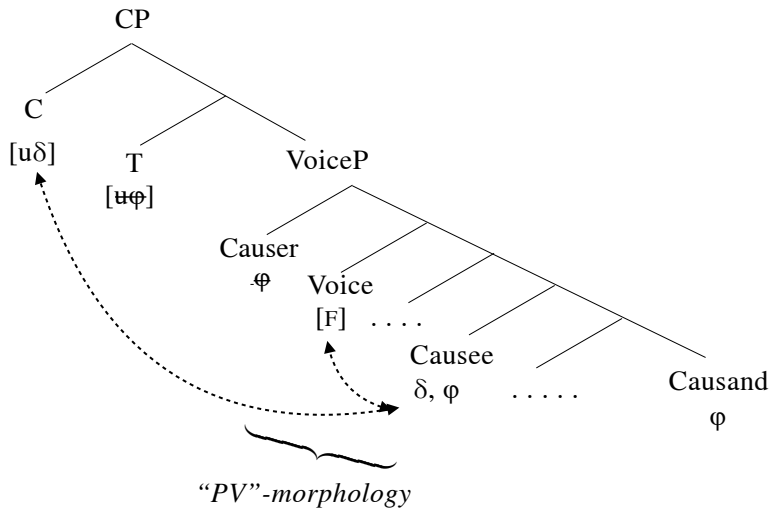 CP
C
[uδ]
T
[uφ]
VoiceP
Causer
φ
Voice
[F]
. . . .
Causee
δ, φ
. . . . .
Causand
φ
“PV”-morphology